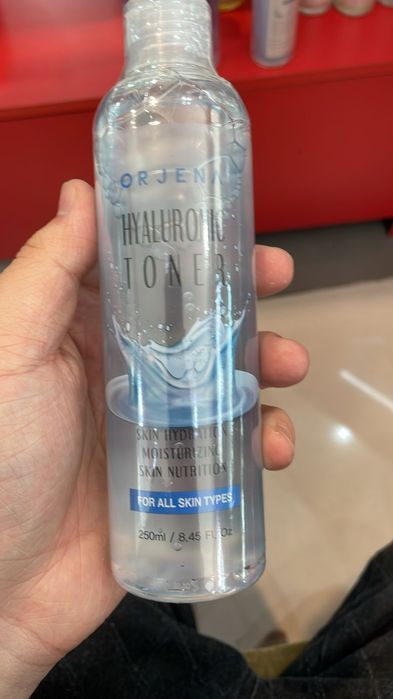 ORJENA
HYALURONIC
TONER
SKIN HYDRATION
MOISTURIZING
SKIN NUTRITION
FOR ALL SKIN TYPES
250ml / 8.45 FL.Oz